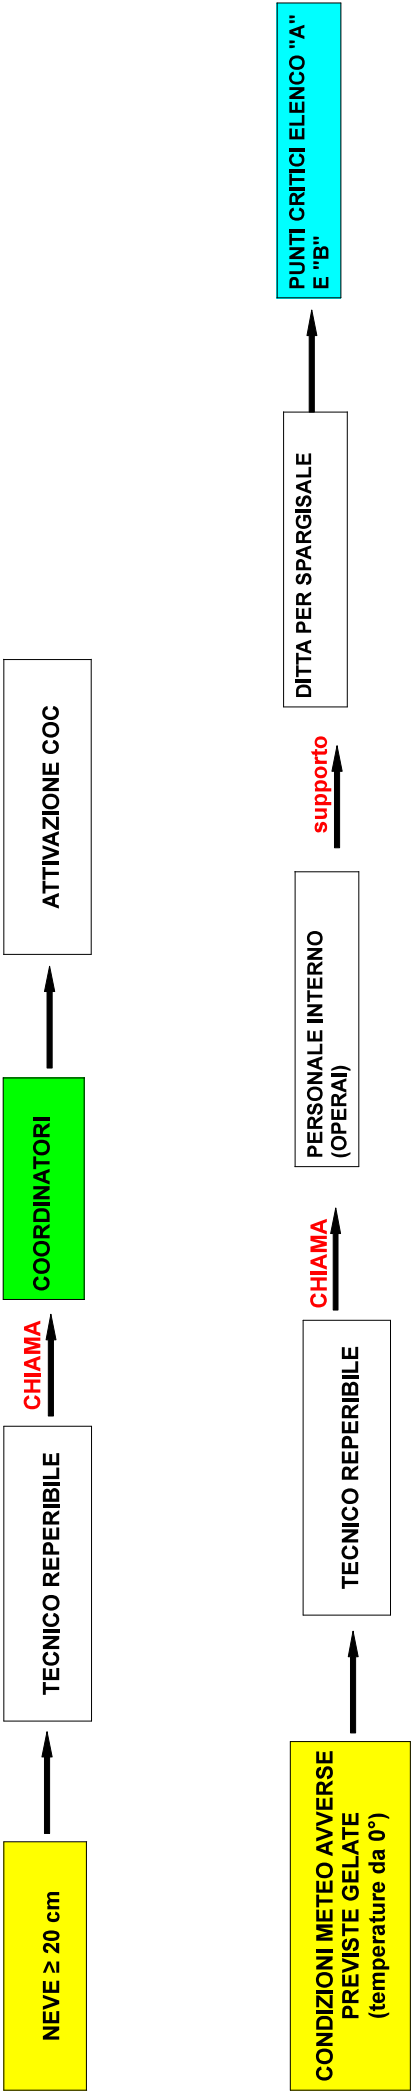 NEVE ≥ 20 cm
TECNICO REPERIBILE
CHIAMA
COORDINATORI
ATTIVAZIONE COC
CONDIZIONI METEO AVVERSE
PREVISTE GELATE
(temperature da 0°)
TECNICO REPERIBILE
CHIAMA
PERSONALE INTERNO
(OPERAI)
supporto
DITTA PER SPARGISALE
PUNTI CRITICI ELENCO "A"
E "B"